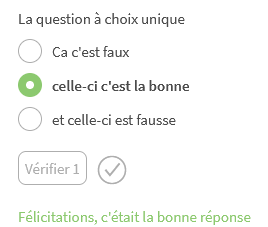 La question à choix unique
Ca c'est faux
celle-ci c'est la bonne
et celle-ci est fausse
Vérifier 1
Félicitations, c'était la bonne réponse